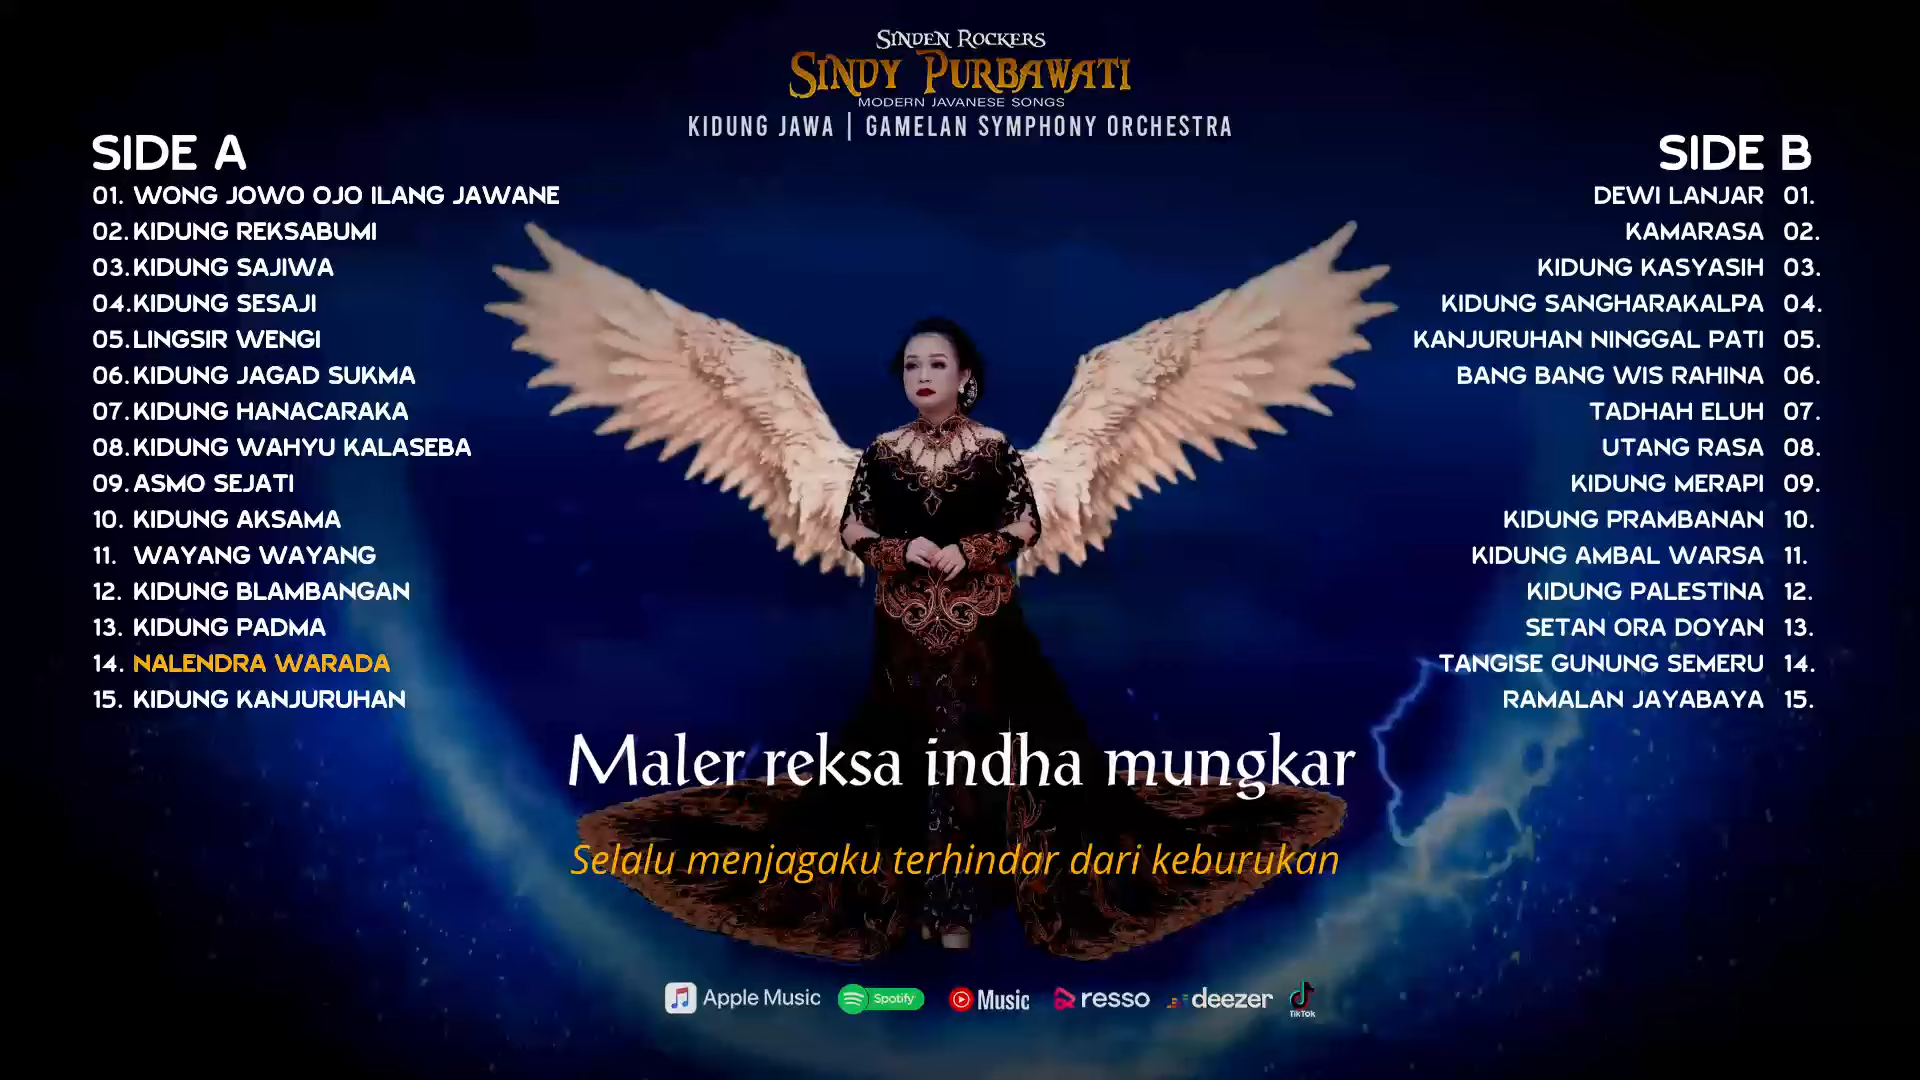 SINDEN ROCKERS
SINDY PURBAWATI
MODERN JAVANESE SONGS
KIDUNG JAWA | GAMELAN SYMPHONY ORCHESTRA
SIDE A
01. WONG JOWO OJO ILANG JAWANE
02. KIDUNG REKSABUMI
03. KIDUNG SAJIWA
04. KIDUNG SESAJI
05. LINGSIR WENGI
06. KIDUNG JAGAD SUKMA
07. KIDUNG HANACARAKA
08. KIDUNG WAHYU KALASEBA
09. ASMO SEJATI
10. KIDUNG AKSAMA
11. WAYANG WAYANG
12. KIDUNG BLAMBANGAN
13. KIDUNG PADMA
14. NALENDRA WARADA
15. KIDUNG KANJURUHAN
SIDE B
DEWI LANJAR 01.
KAMARASA 02.
KIDUNG KASYASIH 03.
KIDUNG SANGHARAKALPA 04.
KANJURUHAN NINGGAL PATI 05.
BANG BANG WIS RAHINA 06.
TADHAH ELUH 07.
UTANG RASA 08.
KIDUNG MERAPI 09.
KIDUNG PRAMBANAN 10.
KIDUNG AMBAL WARSA 11.
KIDUNG PALESTINA 12.
SETAN ORA DOYAN 13.
TANGISE GUNUNG SEMERU 14.
RAMALAN JAYABAYA 15.
Maler reksa indha mungkar
Selalu menjagaku terhindar dari keburukan
Apple Music Spotify Music resso deezer TikTok